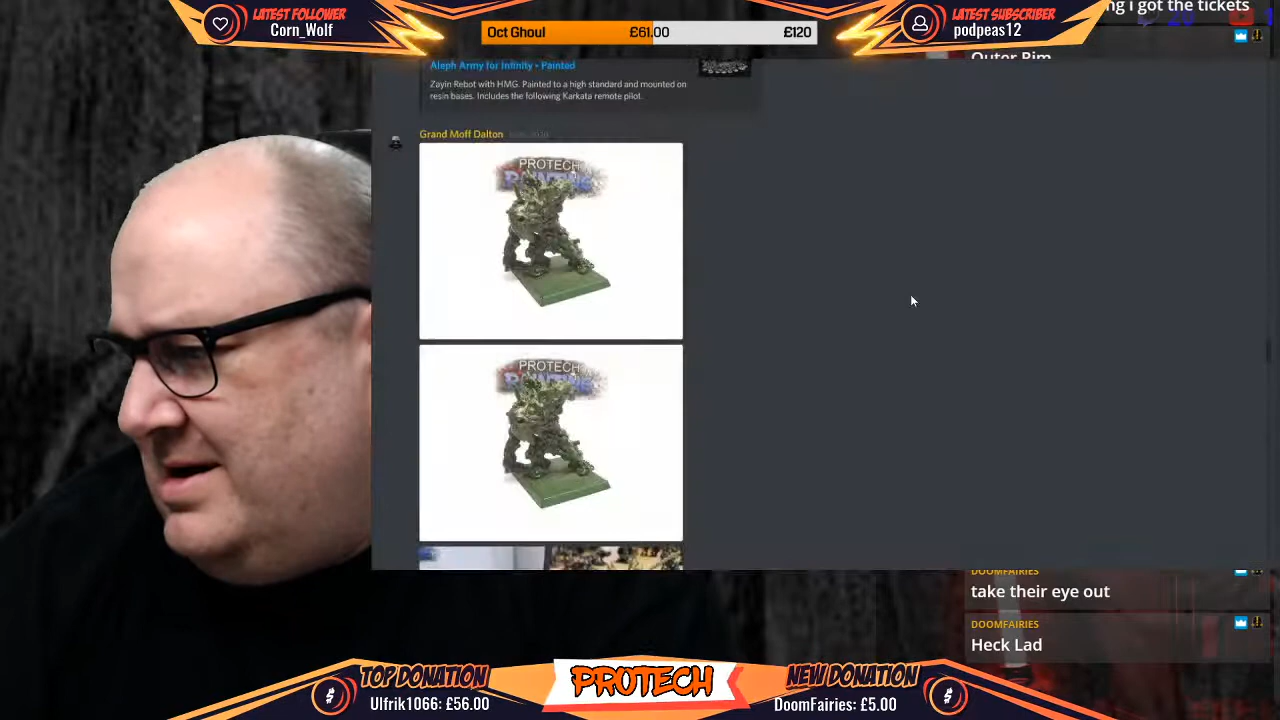 LATEST FOLLOWER
Corn_Wolf
Oct Ghoul £61.00 £120
LATEST SUBSCRIBER
podpeas12
ng i got the tickets
Outer Rim
Aleph Army for Infinity • Painted
Zayin Rebot with HMG. Painted to a high standard and mounted on
resin bases. Includes the following Karkata remote pilot.
Grand Moff Dalton
PROTECH
PAINTING
PROTECH
PAINTING
DOOMFAIRIES
take their eye out
DOOMFAIRIES
Heck Lad
TOP DONATION
Ulfrik1066: £56.00
PROTECH
NEW DONATION
DoomFairies: £5.00